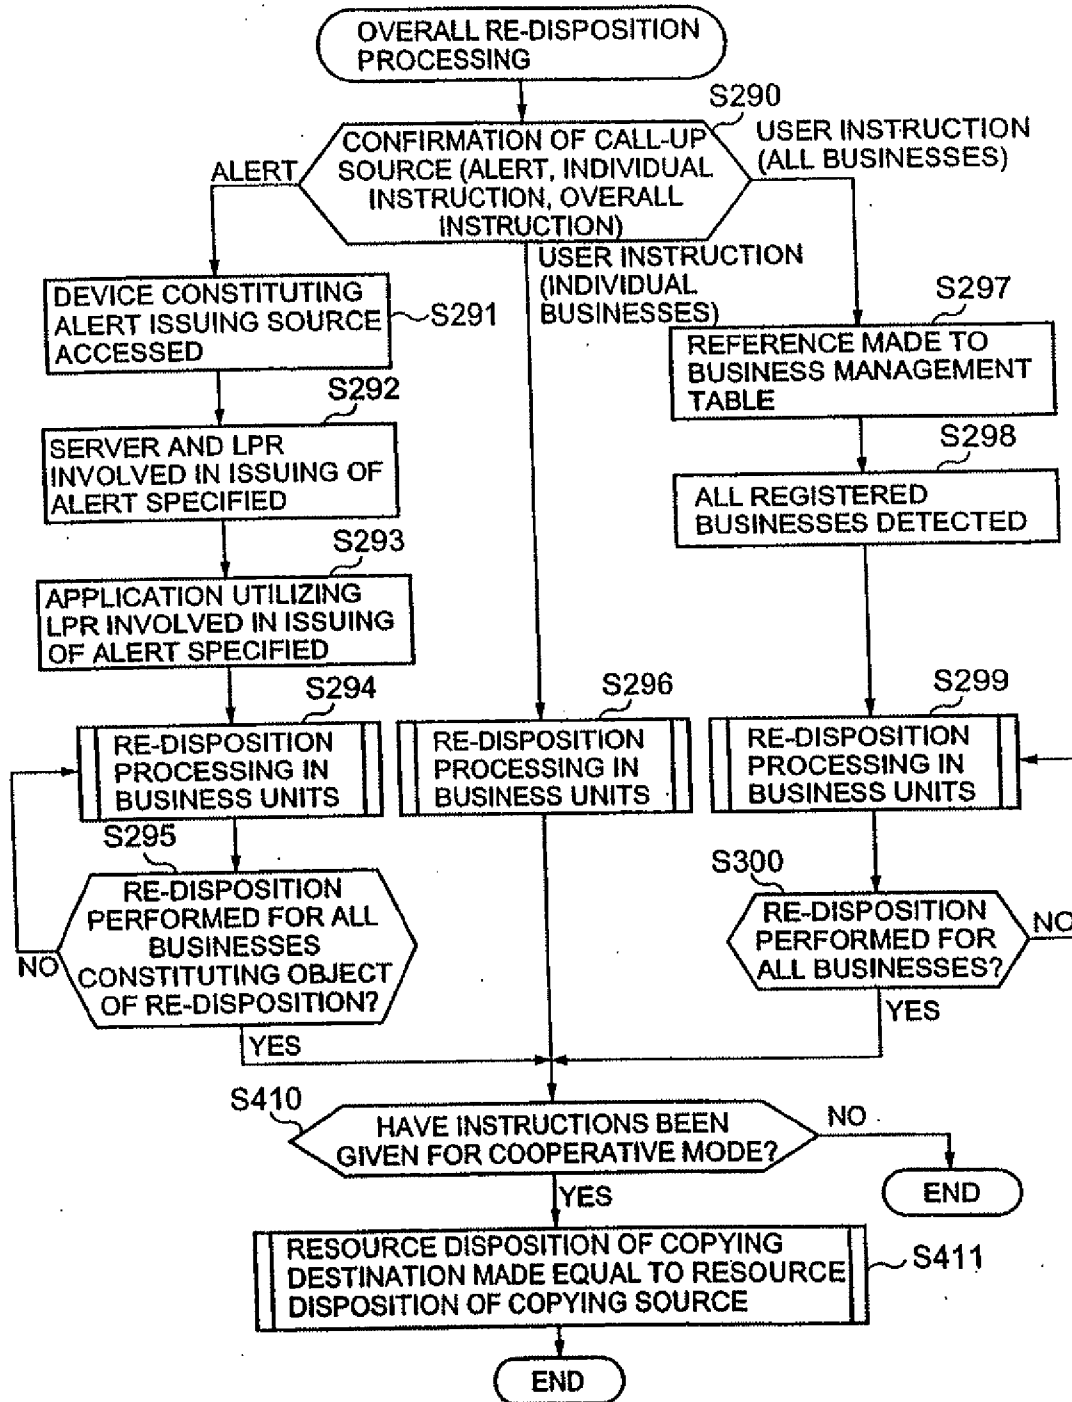 OVERALL RE-DISPOSITION
PROCESSING
S290
CONFIRMATION OF CALL-UP
SOURCE (ALERT, INDIVIDUAL
INSTRUCTION, OVERALL
INSTRUCTION)
ALERT
USER INSTRUCTION
(ALL BUSINESSES)
USER INSTRUCTION
(INDIVIDUAL
BUSINESSES)
DEVICE CONSTITUTING
ALERT ISSUING SOURCE
ACCESSED
S291
S292
SERVER AND LPR
INVOLVED IN ISSUING OF
ALERT SPECIFIED
S293
APPLICATION UTILIZING
LPR INVOLVED IN ISSUING
OF ALERT SPECIFIED
S294
RE-DISPOSITION
PROCESSING IN
BUSINESS UNITS
S295
RE-DISPOSITION
PERFORMED FOR ALL
BUSINESSES
CONSTITUTING OBJECT
OF RE-DISPOSITION?
NO
YES
S296
RE-DISPOSITION
PROCESSING IN
BUSINESS UNITS
S297
REFERENCE MADE TO
BUSINESS MANAGEMENT
TABLE
S298
ALL REGISTERED
BUSINESSES DETECTED
S299
RE-DISPOSITION
PROCESSING IN
BUSINESS UNITS
S300
RE-DISPOSITION
PERFORMED FOR
ALL BUSINESSES?
NO
YES
S410
HAVE INSTRUCTIONS BEEN
GIVEN FOR COOPERATIVE MODE?
NO
END
YES
RESOURCE DISPOSITION OF COPYING
DESTINATION MADE EQUAL TO RESOURCE
DISPOSITION OF COPYING SOURCE
S411
END